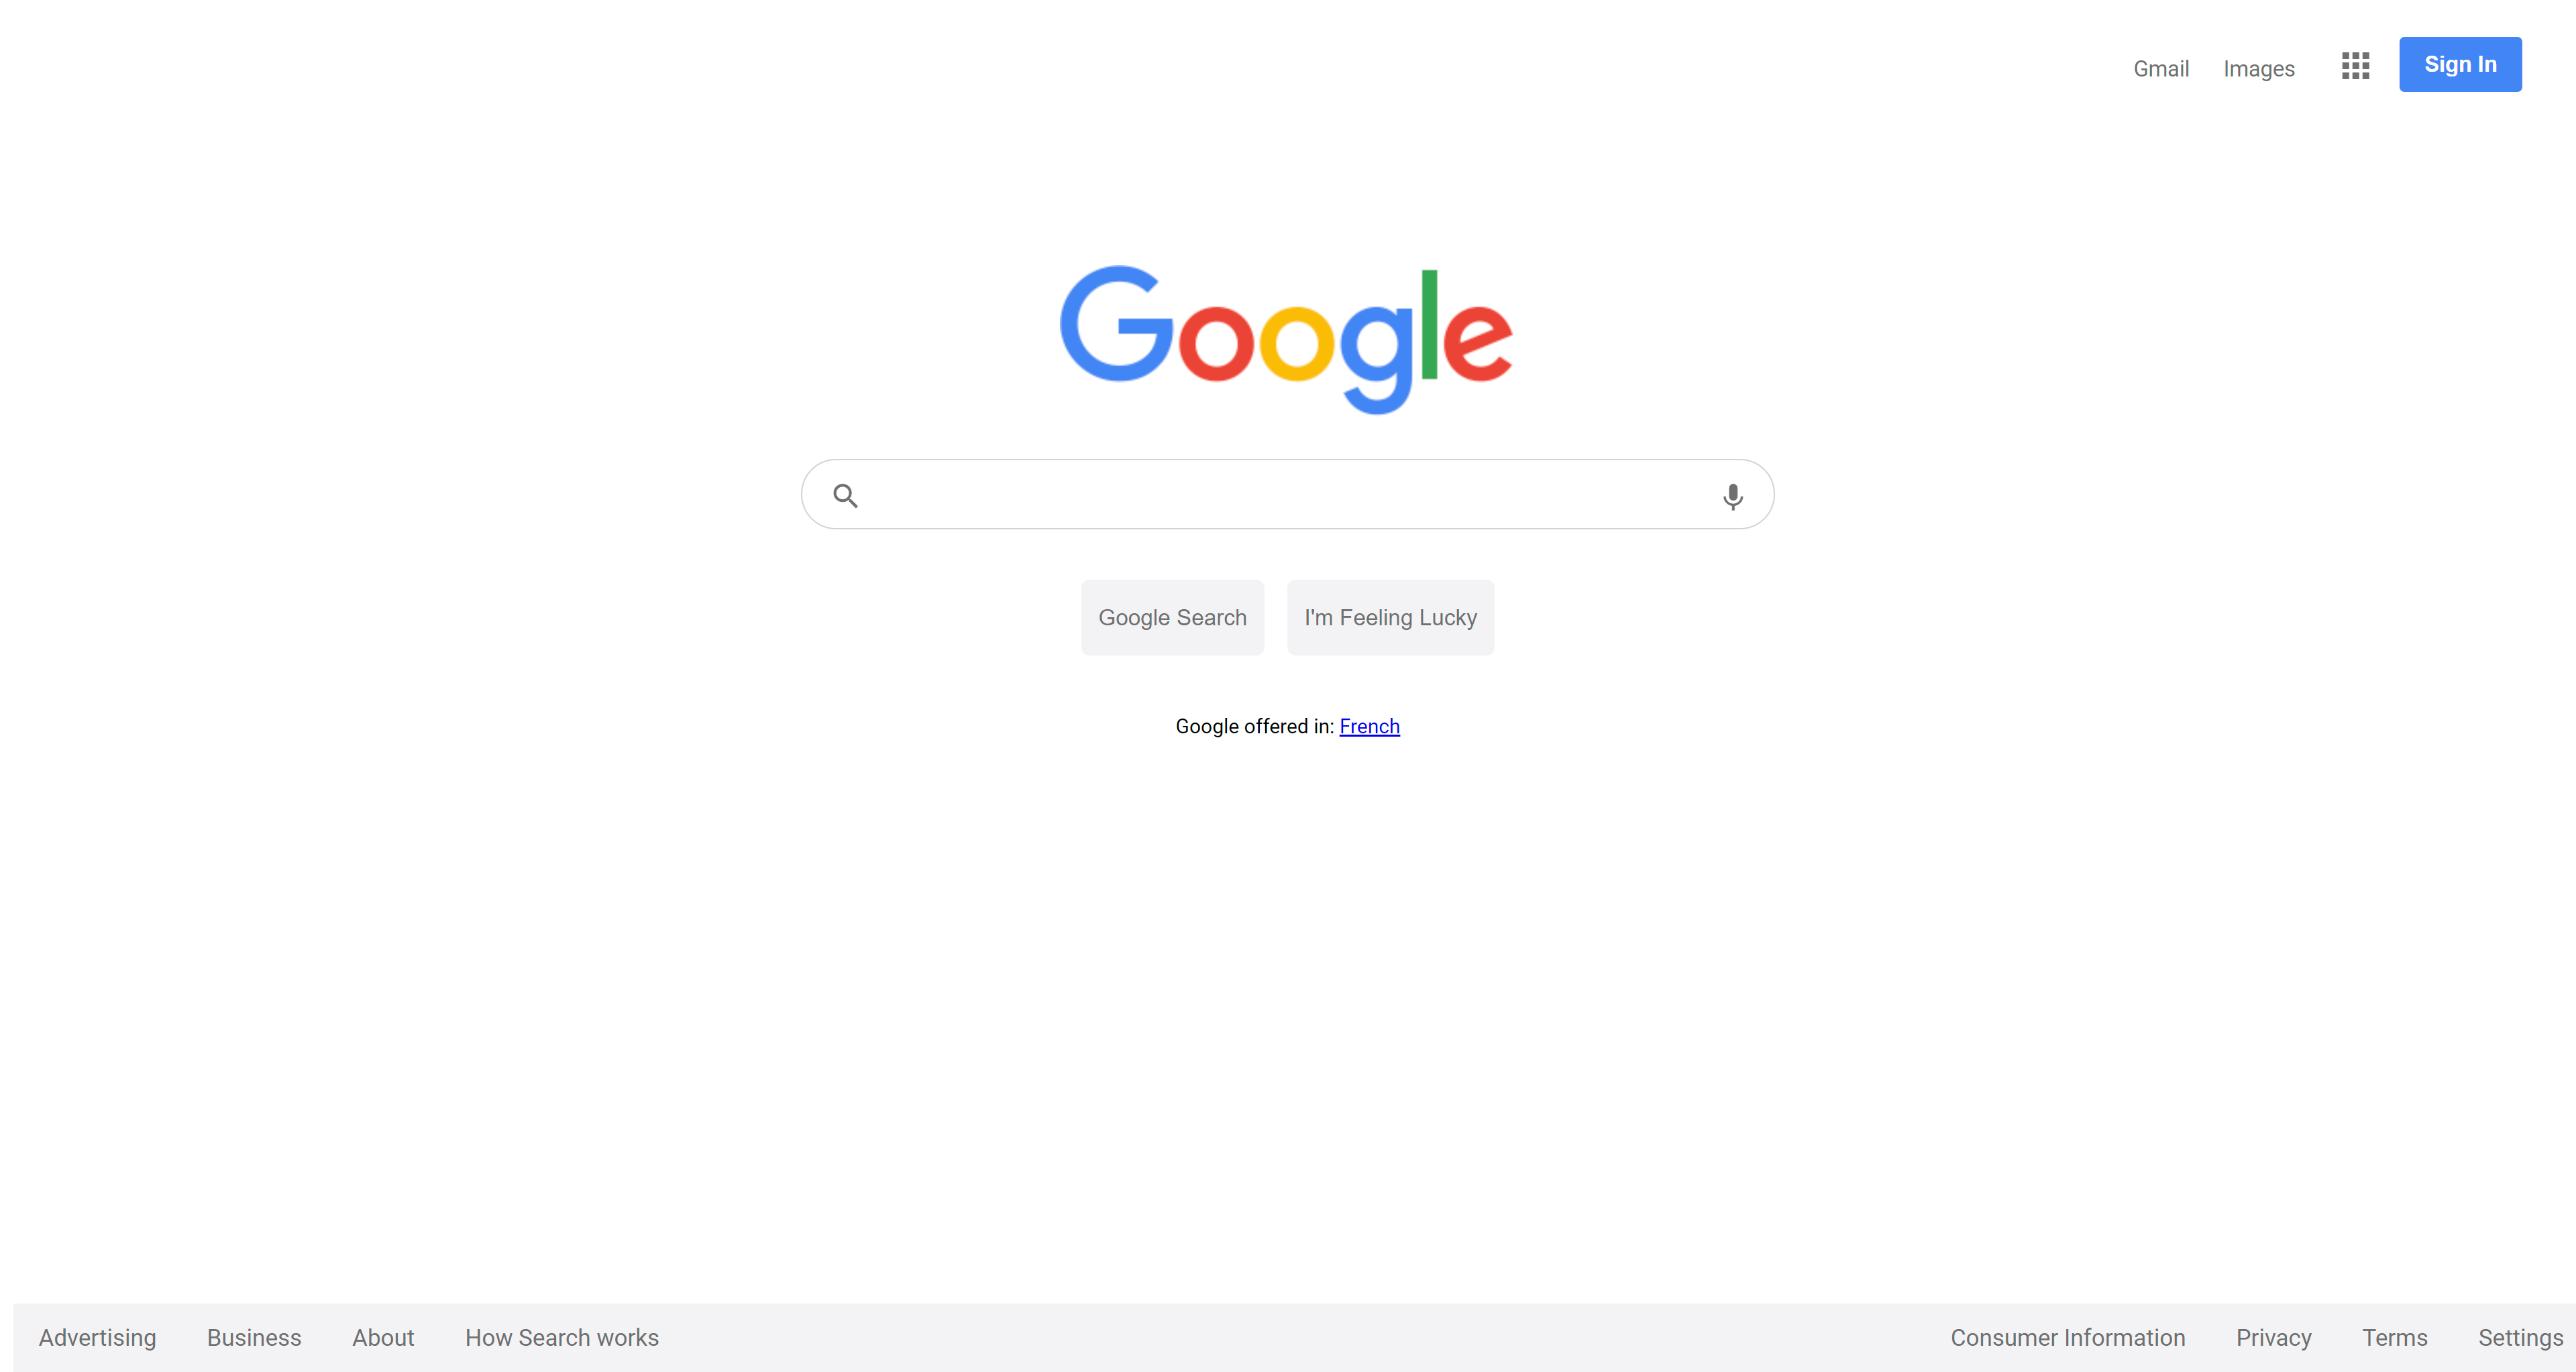 Gmail Images Sign In
Google
Google Search I'm Feeling Lucky
Google offered in: French
Advertising Business About How Search works Consumer Information Privacy Terms Settings